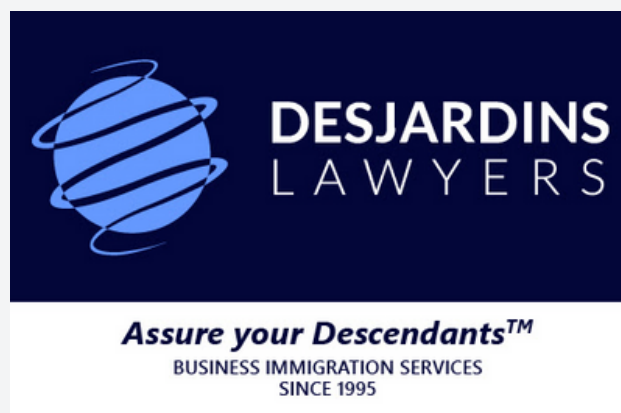 DESJARDINS
LAWYERS
Assure your Descendants™
BUSINESS IMMIGRATION SERVICES
SINCE 1995